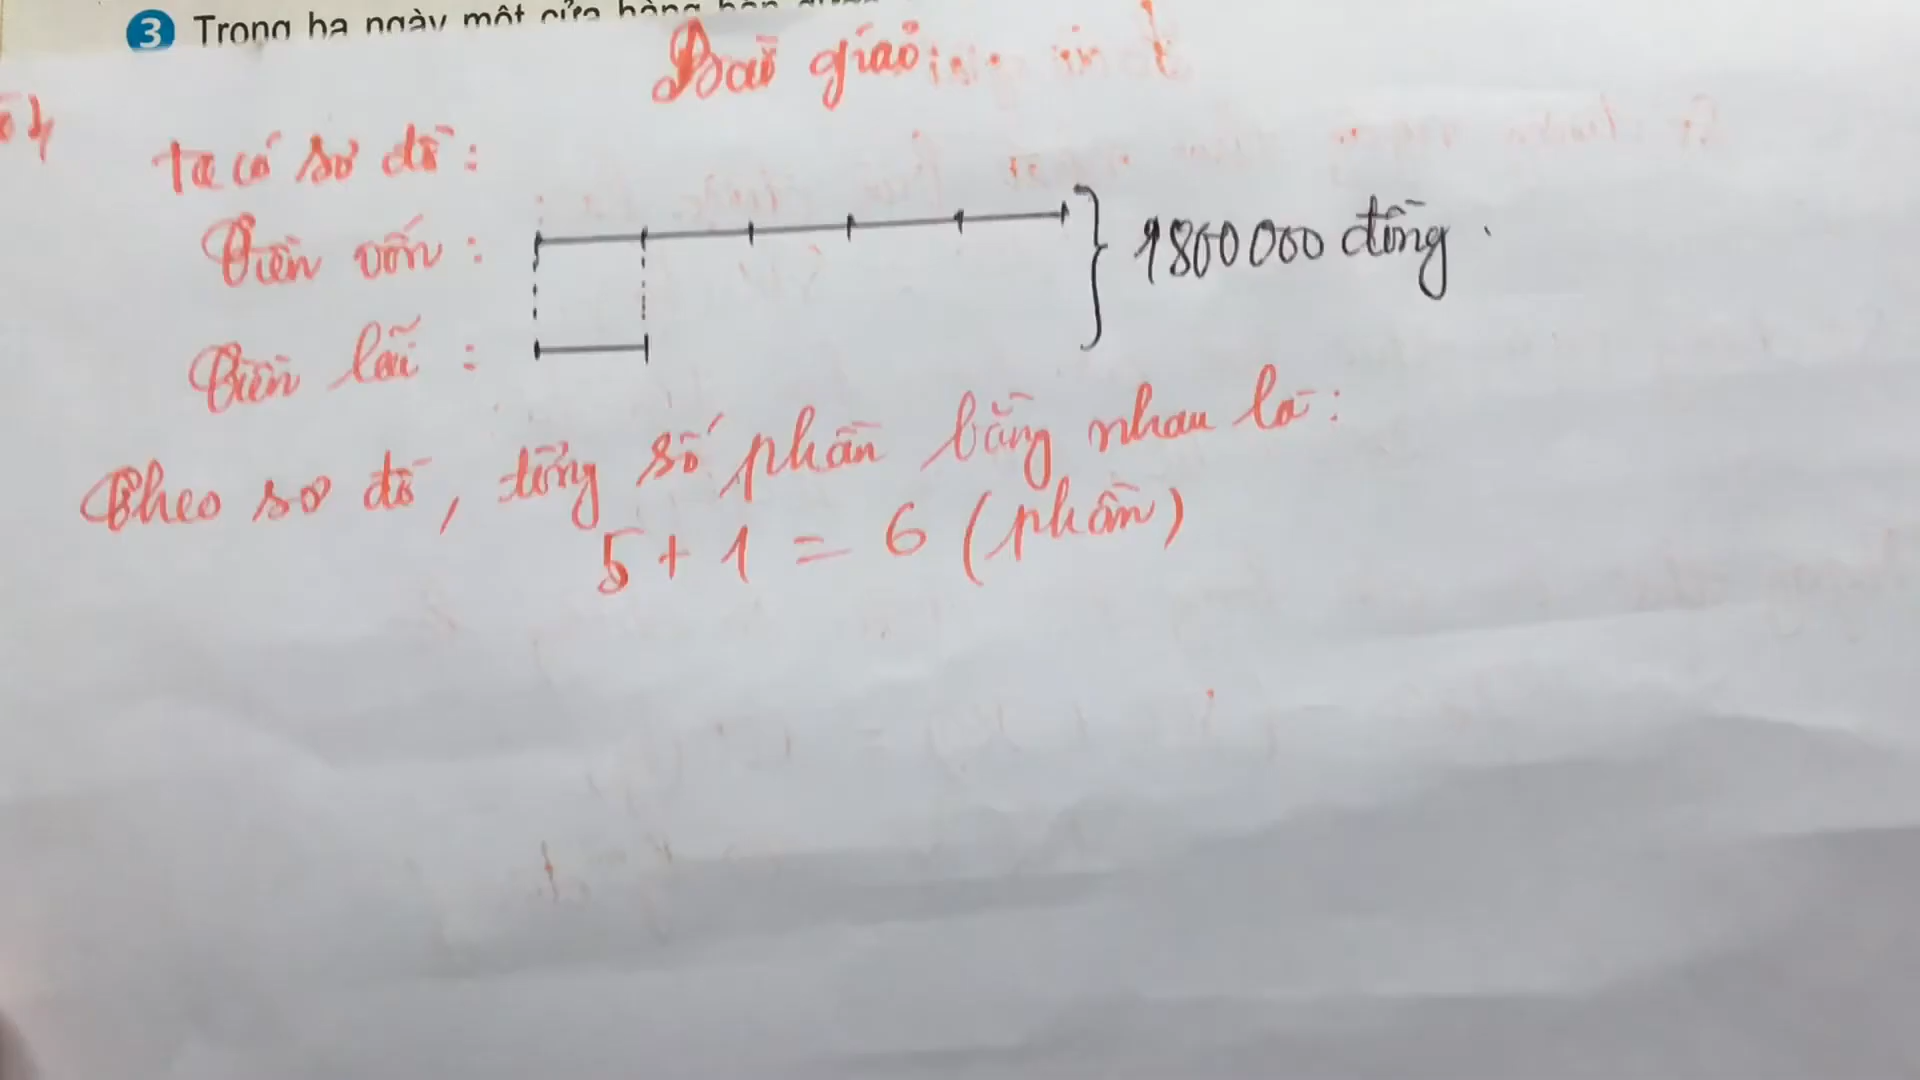 3 Trong ba ngày một cửa hàng bán
Bài giải
Ta có sơ đồ:
Tiền vốn:
1800000 đồng.
Tiền lãi:
Theo sơ đồ, tổng số phần bằng nhau là:
5 + 1 = 6 (phần)